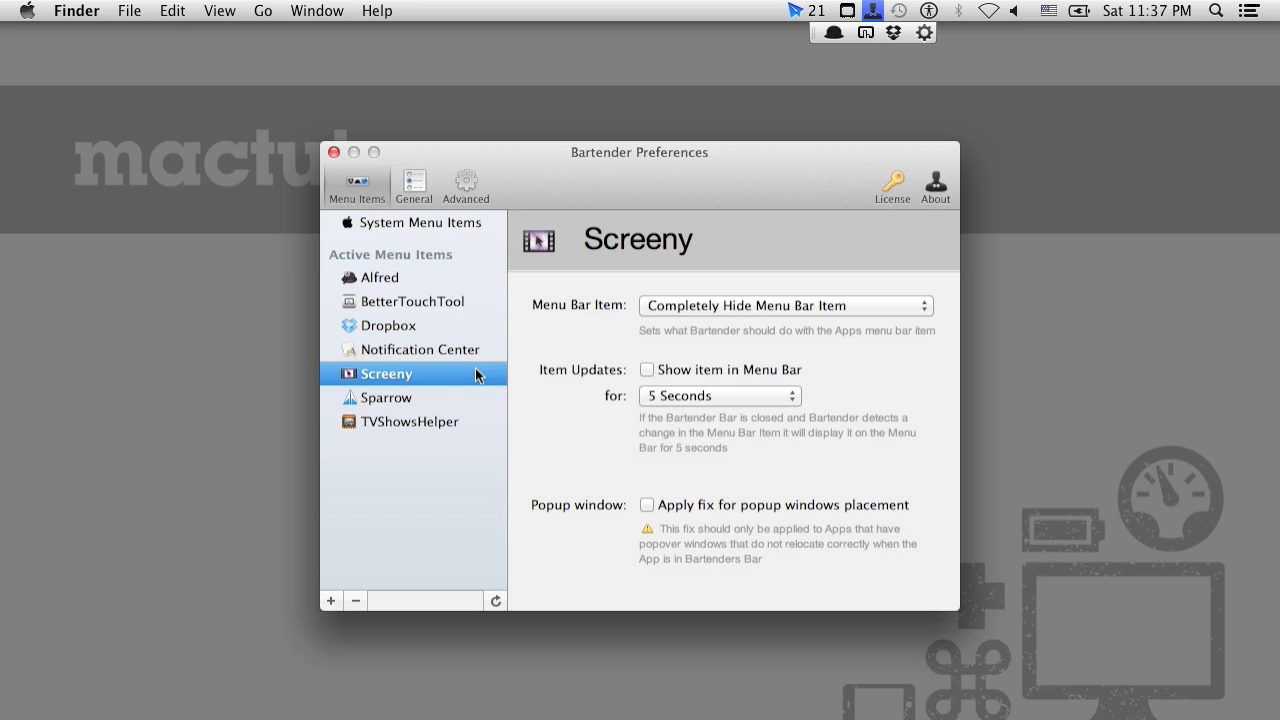 Finder File Edit View Go Window Help 21 Sat 11:37 PM
mactu
Bartender Preferences
Menu Items General Advanced License About
System Menu Items
Active Menu Items
Alfred
BetterTouchTool
Dropbox
Notification Center
Screeny
Sparrow
TVShowsHelper
Screeny
Menu Bar Item: Completely Hide Menu Bar Item
Sets what Bartender should do with the Apps menu bar item
Item Updates: Show item in Menu Bar
for: 5 Seconds
If the Bartender Bar is closed and Bartender detects a
change in the Menu Bar Item it will display it on the Menu
Bar for 5 seconds
Popup window: Apply fix for popup windows placement
This fix should only be applied to Apps that have
popover windows that do not relocate correctly when the
App is in Bartenders Bar